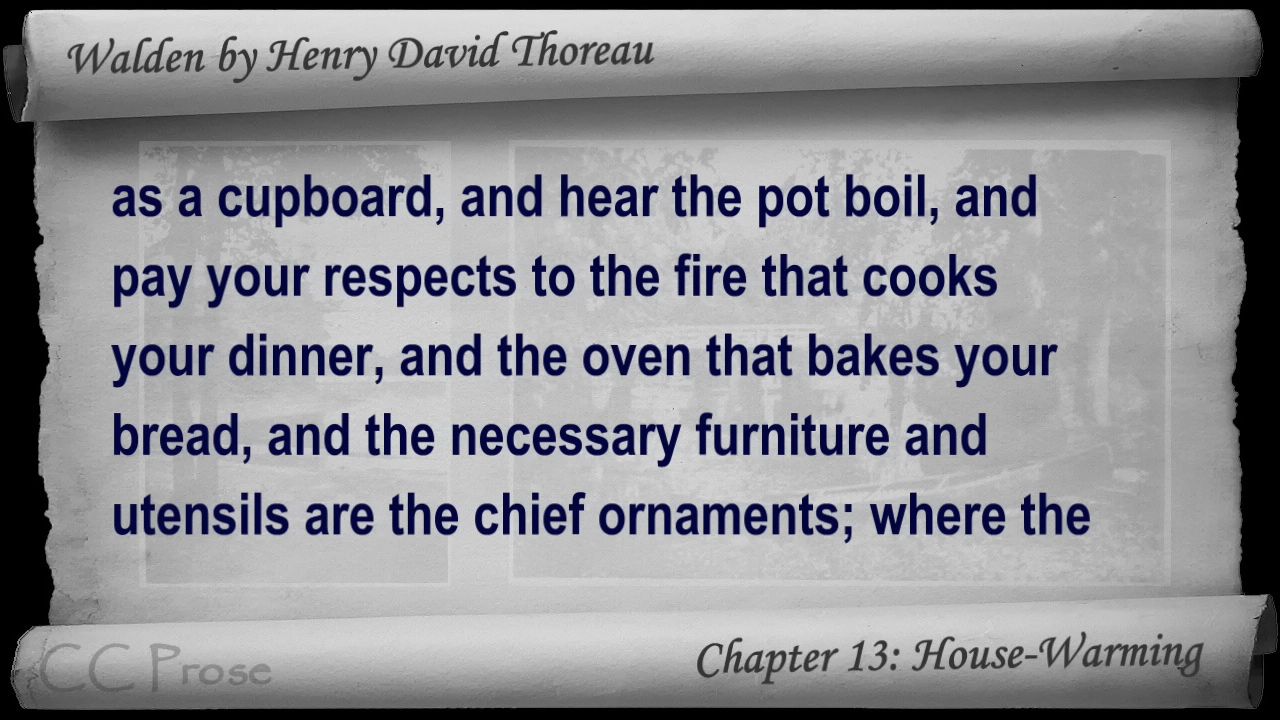 Walden by Henry David Thoreau
as a cupboard, and hear the pot boil, and
pay your respects to the fire that cooks
your dinner, and the oven that bakes your
bread, and the necessary furniture and
utensils are the chief ornaments; where the
CC Prose
Chapter 13: House-Warming